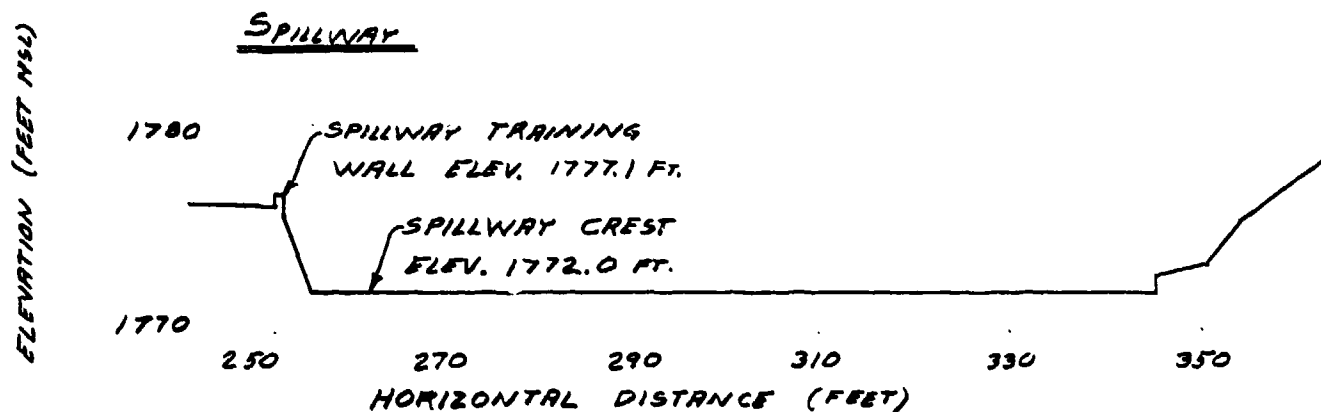 SPILLWAY
ELEVATION (FEET MSL)
1780
SPILLWAY TRAINING
WALL ELEV. 1777.1 FT.
SPILLWAY CREST
ELEV. 1772.0 FT.
1770
250 270 290 310 330 350
HORIZONTAL DISTANCE (FEET)